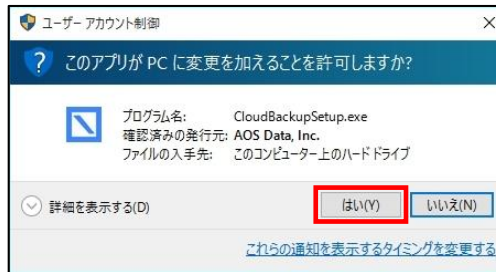 ユーザー アカウント制御
このアプリが PC に変更を加えることを許可しますか?
プログラム名: CloudBackupSetup.exe
確認済みの発行元: AOS Data, Inc.
ファイルの入手先: このコンピューター上のハード ドライブ
詳細を表示する(D)
はい(Y)
いいえ(N)
これらの通知を表示するタイミングを変更する